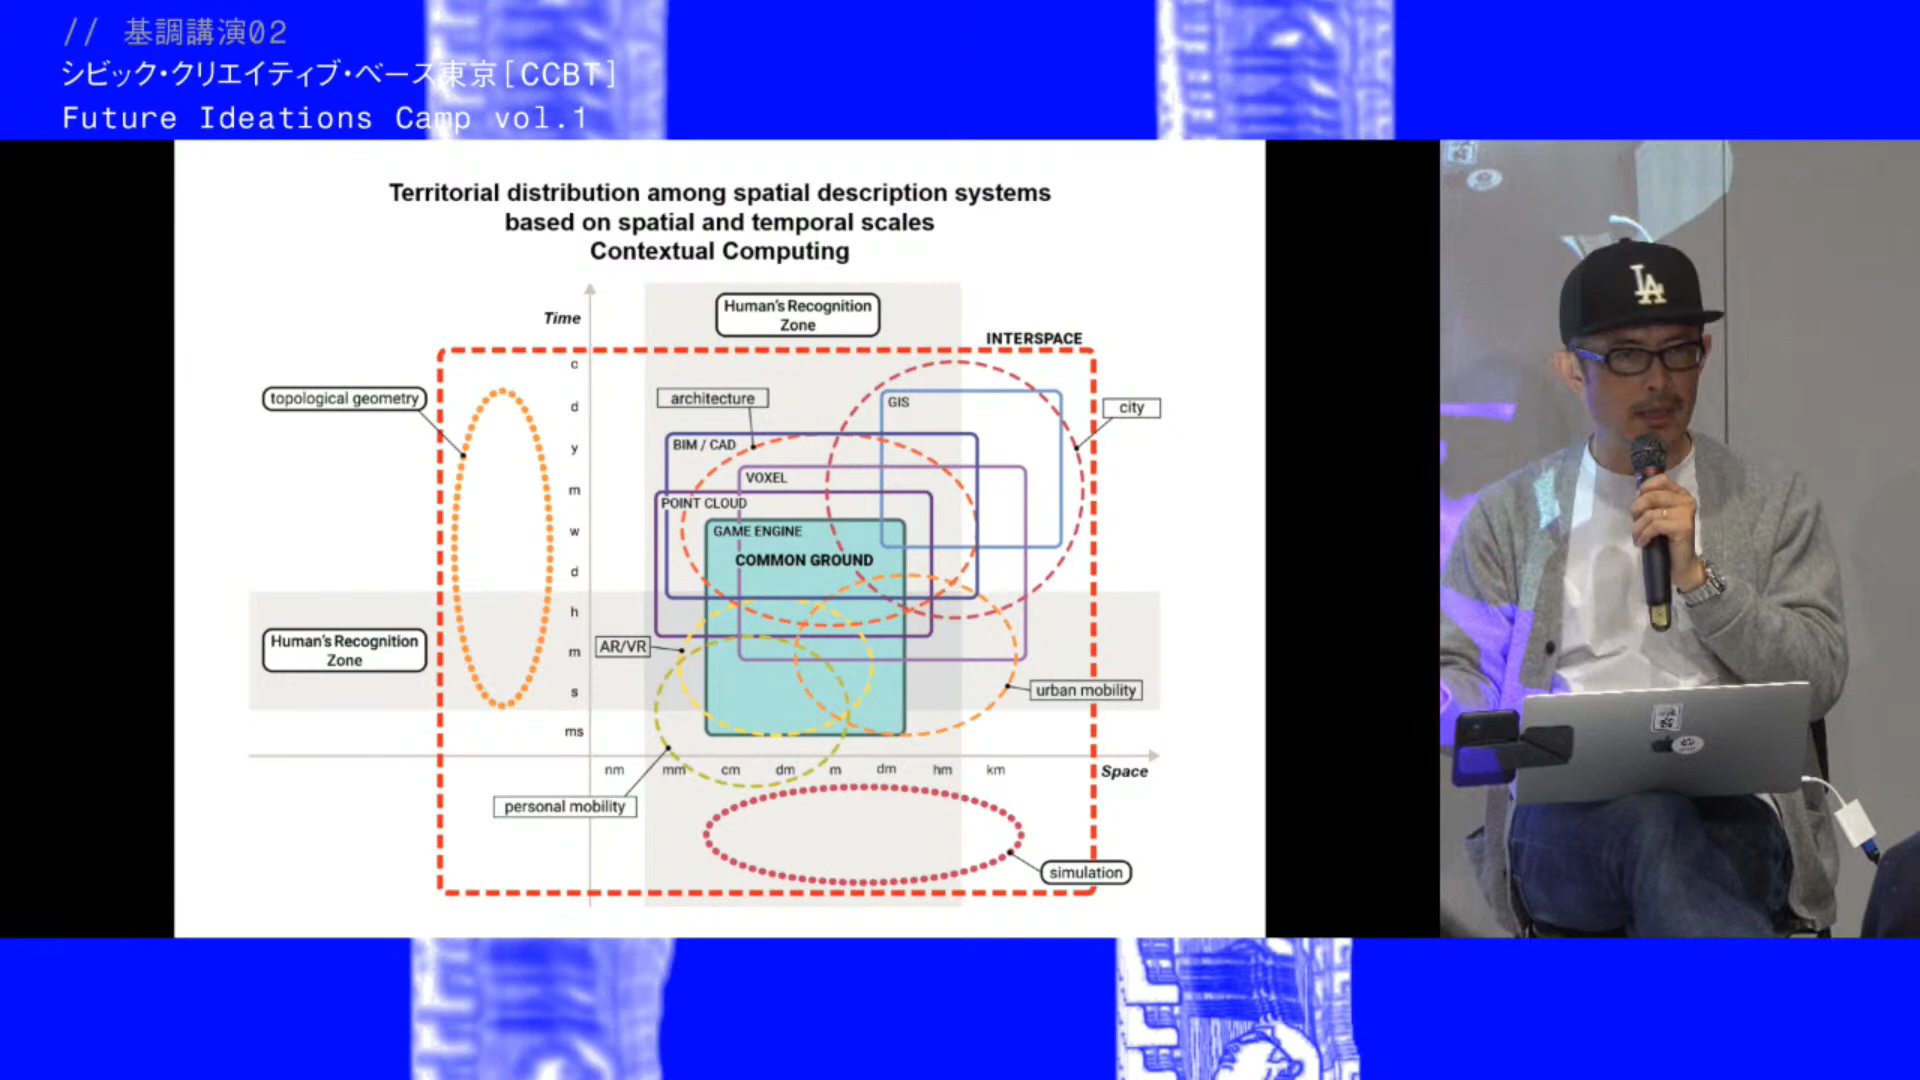 // 基調講演02
シビック・クリエイティブ・ベース東京[CCBT]
Future Ideations Camp vol.1
Territorial distribution among spatial description systems
based on spatial and temporal scales
Contextual Computing
Human's Recognition
Zone
Time
INTERSPACE
c
topological geometry
architecture
GIS
city
d
BIM / CAD
y
VOXEL
m
POINT CLOUD
GAME ENGINE
w
COMMON GROUND
d
h
Human's Recognition
Zone
AR/VR
m
s
urban mobility
ms
nm mm cm dm m dm hm km
Space
personal mobility
simulation
LA